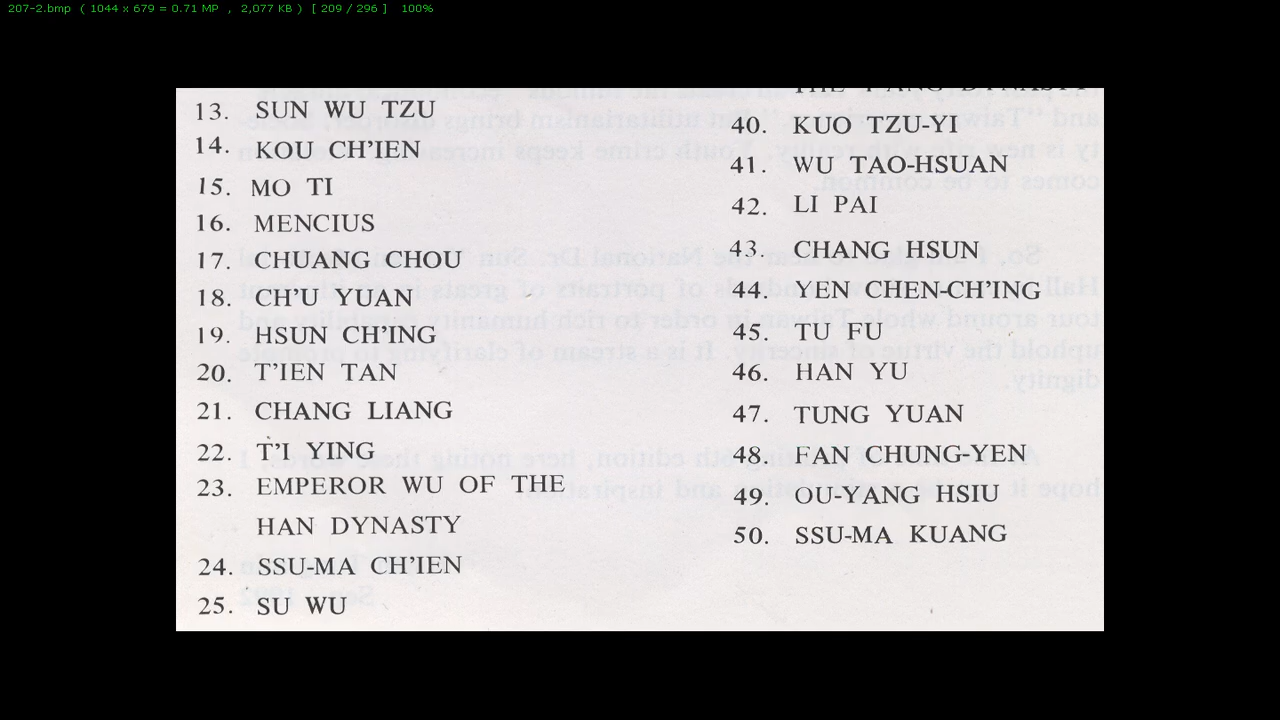 207-2.bmp ( 1044 x 679 = 0.71 MP , 2,077 KB ) [ 209 / 296 ] 100%
13. SUN WU TZU
14. KOU CH'IEN
15. MO TI
16. MENCIUS
17. CHUANG CHOU
18. CH'U YUAN
19. HSUN CH'ING
20. T'IEN TAN
21. CHANG LIANG
22. T'I YING
23. EMPEROR WU OF THE
HAN DYNASTY
24. SSU-MA CH'IEN
25. SU WU
THE T'ANG DYNASTY
40. KUO TZU-YI
41. WU TAO-HSUAN
42. LI PAI
43. CHANG HSUN
44. YEN CHEN-CH'ING
45. TU FU
46. HAN YU
47. TUNG YUAN
48. FAN CHUNG-YEN
49. OU-YANG HSIU
50. SSU-MA KUANG